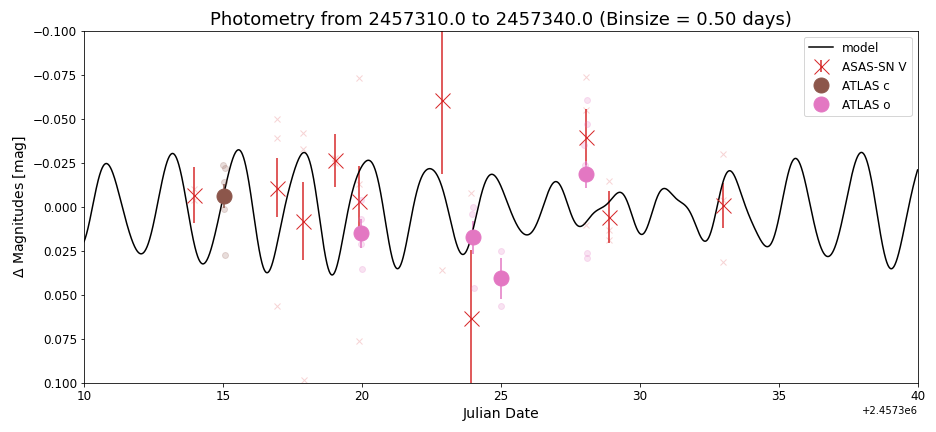 Photometry from 2457310.0 to 2457340.0 (Binsize = 0.50 days)
model
ASAS-SN V
ATLAS c
ATLAS o
Δ Magnitudes [mag]
−0.100
−0.075
−0.050
−0.025
0.000
0.025
0.050
0.075
0.100
10 15 20 25 30 35 40
+2.4573e6
Julian Date